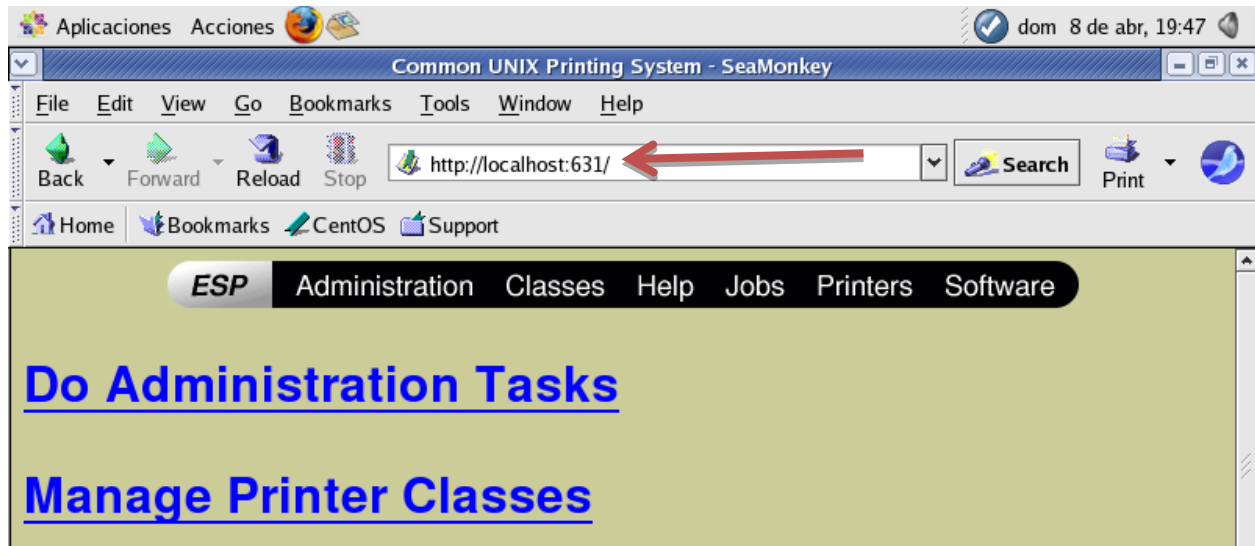 Aplicaciones Acciones dom 8 de abr, 19:47
Common UNIX Printing System - SeaMonkey
File Edit View Go Bookmarks Tools Window Help
Back Forward Reload Stop http://localhost:631/ Search Print
Home Bookmarks CentOS Support
ESP Administration Classes Help Jobs Printers Software
Do Administration Tasks
Manage Printer Classes